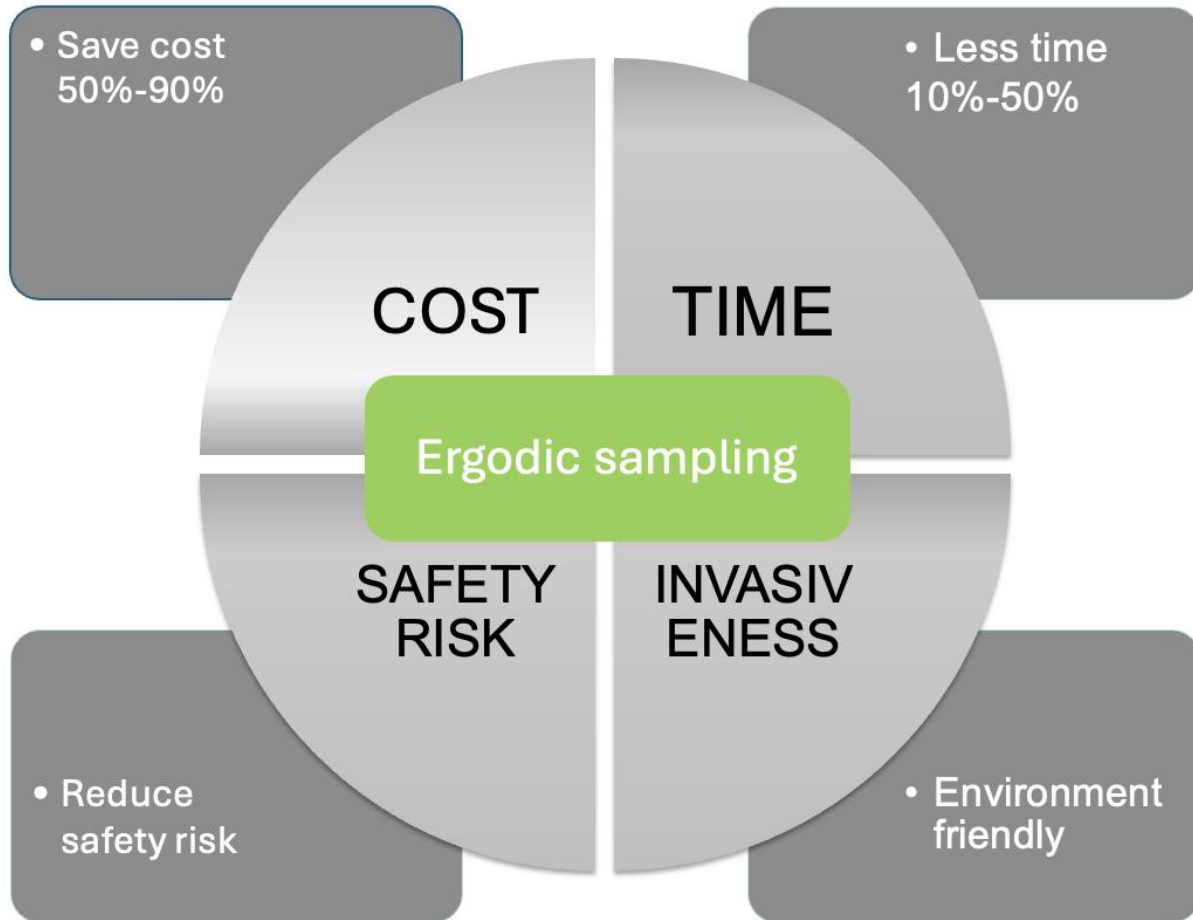 • Save cost
50%-90%
• Less time
10%-50%
COST
TIME
Ergodic sampling
SAFETY
RISK
INVASIV
ENESS
• Reduce
safety risk
• Environment
friendly